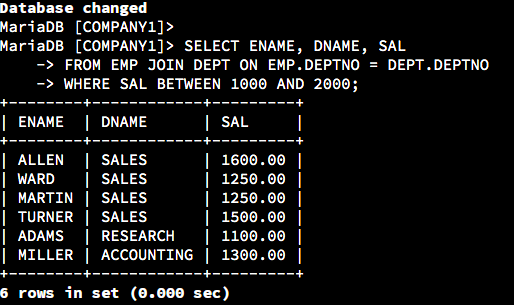 Database changed
MariaDB [COMPANY1]>
MariaDB [COMPANY1]> SELECT ENAME, DNAME, SAL
    -> FROM EMP JOIN DEPT ON EMP.DEPTNO = DEPT.DEPTNO
    -> WHERE SAL BETWEEN 1000 AND 2000;
+--------+------------+---------+
| ENAME  | DNAME      | SAL     |
+--------+------------+---------+
| ALLEN  | SALES      | 1600.00 |
| WARD   | SALES      | 1250.00 |
| MARTIN | SALES      | 1250.00 |
| TURNER | SALES      | 1500.00 |
| ADAMS  | RESEARCH   | 1100.00 |
| MILLER | ACCOUNTING | 1300.00 |
+--------+------------+---------+
6 rows in set (0.000 sec)